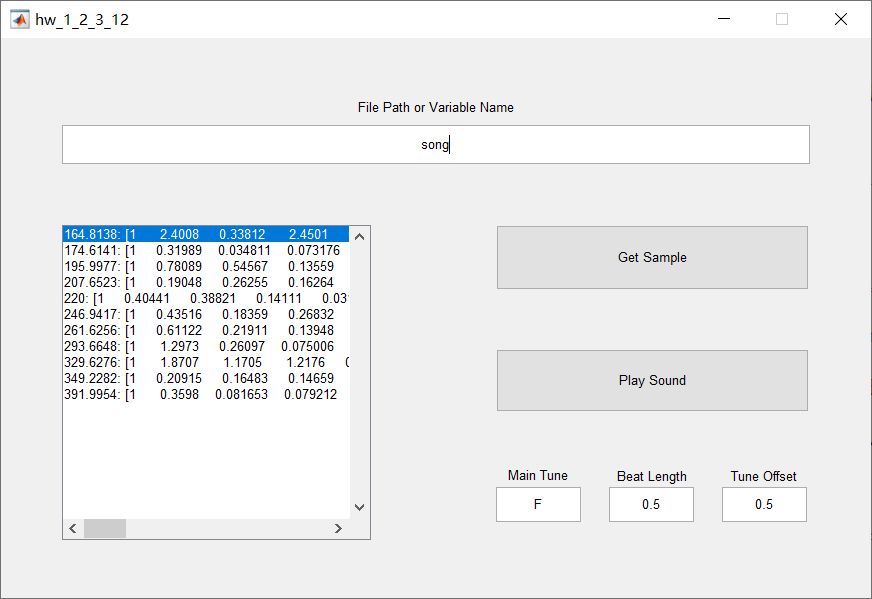 hw_1_2_3_12
File Path or Variable Name
song
164.8138: [1 2.4008 0.33812 2.4501
174.6141: [1 0.31989 0.034811 0.073176
195.9977: [1 0.78089 0.54567 0.13559
207.6523: [1 0.19048 0.26255 0.16264
220: [1 0.40441 0.38821 0.14111 0.03
246.9417: [1 0.43516 0.18359 0.26832
261.6256: [1 0.61122 0.21911 0.13948
293.6648: [1 1.2973 0.26097 0.075006
329.6276: [1 1.8707 1.1705 1.2176
349.2282: [1 0.20915 0.16483 0.14659
391.9954: [1 0.3598 0.081653 0.079212
Get Sample
Play Sound
Main Tune Beat Length Tune Offset
F 0.5 0.5